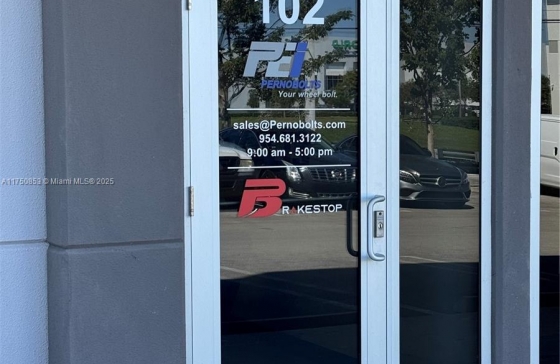 102
PERNOBOLTS
Your wheel bolt.
sales@Pernobolts.com
954.681.3122
9:00 am - 5:00 pm
BRAKESTOP
A11750853 © Miami MLS® 2025